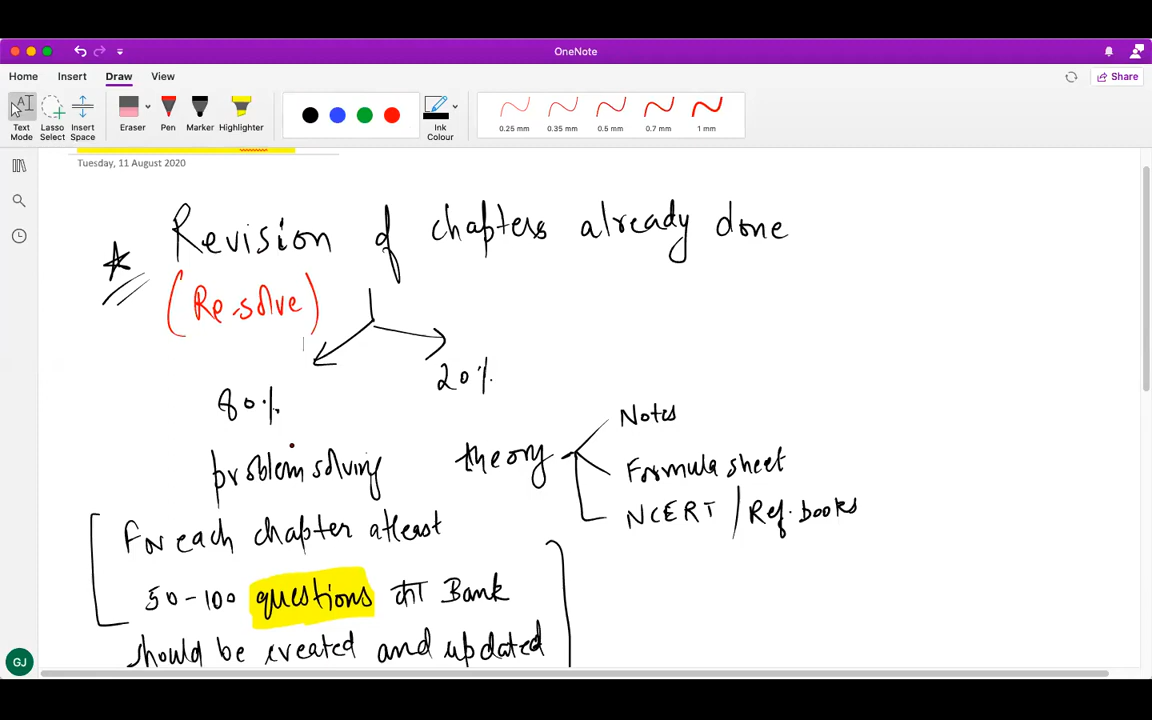 OneNote
Home Insert Draw View
Share
Text Mode
Lasso Select
Insert Space
Eraser
Pen
Marker
Highlighter
Ink Colour
0.25 mm
0.35 mm
0.5 mm
0.7 mm
1 mm
Tuesday, 11 August 2020
Revision of chapters already done
(Re-solve)
80%
20%
problem solving
theory
Notes
Formula sheet
NCERT / Ref. books
For each chapter atleast
50-100 questions Bank
should be created and updated
GJ